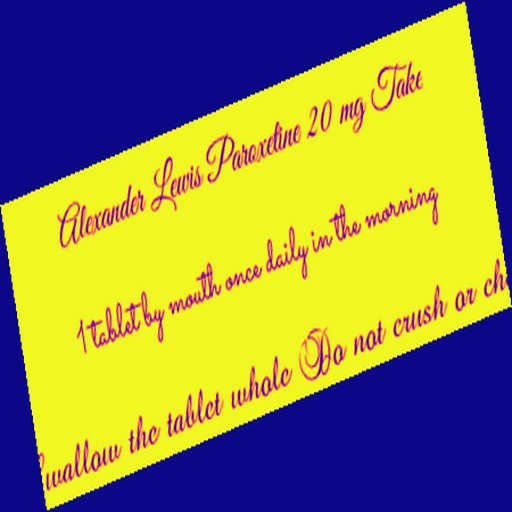 Alexander Lewis Paroxetine 20 mg Take
1 tablet by mouth once daily in the morning
Swallow the tablet whole Do not crush or